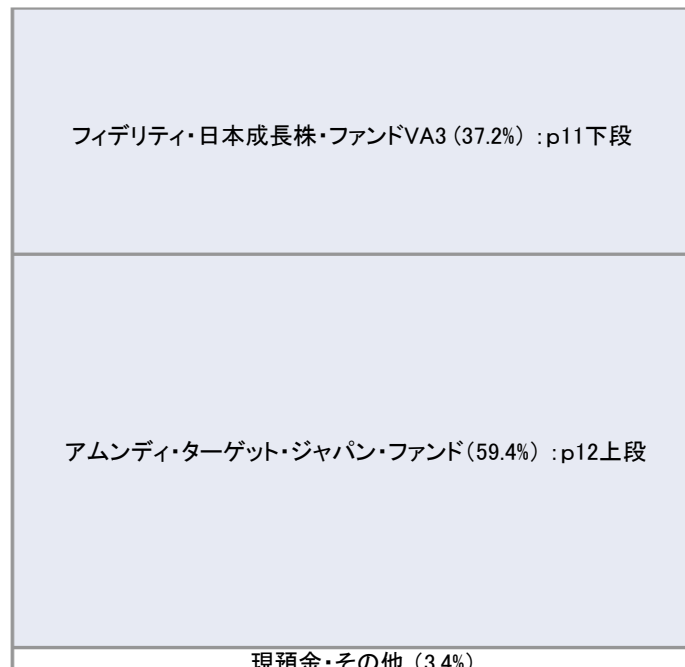 フィデリティ・日本成長株・ファンドVA3 (37.2%) ：p11下段
アムンディ・ターゲット・ジャパン・ファンド(59.4%) ：p12上段
現預金・その他 (3.4%)